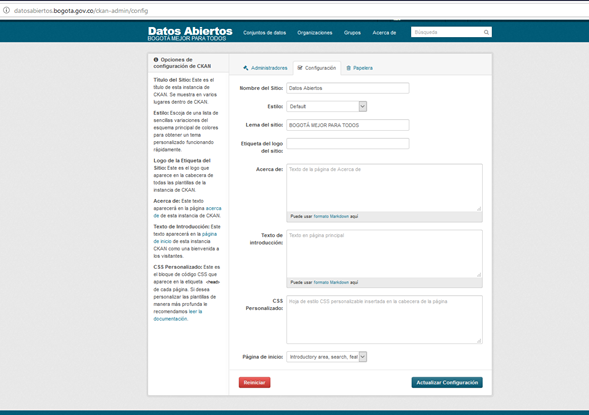 datosabiertos.bogota.gov.co/ckan-admin/config
Datos Abiertos
BOGOTÁ MEJOR PARA TODOS
Conjuntos de datos
Organizaciones
Grupos
Acerca de
Búsqueda
Opciones de
configuración de CKAN
Título del Sitio: Este es el
título de esta instancia de
CKAN. Se muestra en varios
lugares dentro de CKAN.
Estilo: Escoja de una lista de
sencillas variaciones del
esquema principal de colores
para obtener un tema
personalizado funcionando
rápidamente.
Logo de la Etiqueta del
Sitio: Este es el logo que
aparece en la cabecera de
todas las plantillas de la
instancia de CKAN.
Acerca de: Este texto
aparecerá en la página acerca
de de esta instancia de CKAN
Texto de Introducción: Este
texto aparecerá en la página
de inicio de esta instancia
CKAN como una bienvenida a
los visitantes.
CSS Personalizado: Este es
el bloque de código CSS que
aparece en la etiqueta <head>
de cada página. Si desea
personalizar las plantillas de
manera más profunda le
recomendamos leer la
documentación.
Administradores
Configuración
Papelera
Nombre del Sitio: Datos Abiertos
Estilo: Default
Lema del sitio: BOGOTÁ MEJOR PARA TODOS
Etiqueta del logo
del sitio:
Acerca de: Texto de la página de Acerca de
Puede usar formato Markdown aquí
Texto de
introducción: Texto en página principal
Puede usar formato Markdown aquí
CSS
Personalizado: Hoja de estilo CSS personalizable insertada en la cabecera de la página
Página de inicio: Introductory area, search, feat
Reiniciar
Actualizar Configuración